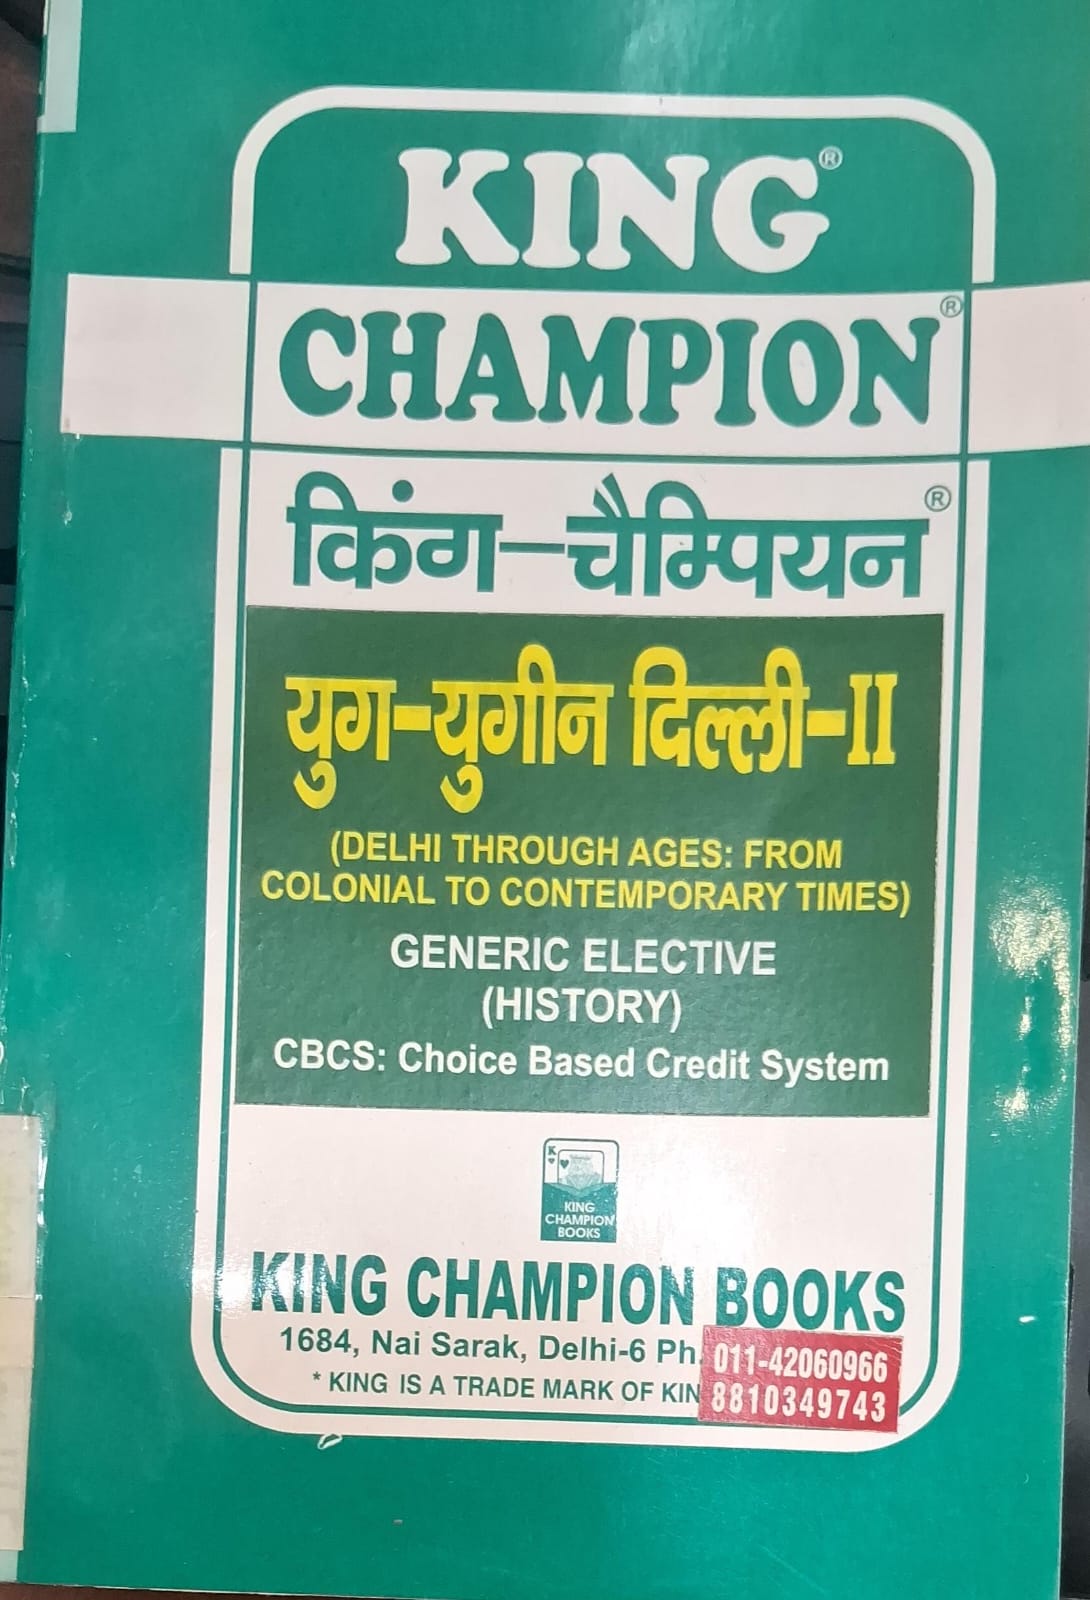 KING®
CHAMPION®
किंग–चैम्पियन®
युग–युगीन दिल्ली–II
(DELHI THROUGH AGES: FROM
COLONIAL TO CONTEMPORARY TIMES)
GENERIC ELECTIVE
(HISTORY)
CBCS: Choice Based Credit System
K
KING
CHAMPION
BOOKS
KING CHAMPION BOOKS
1684, Nai Sarak, Delhi-6 Ph. 011-42060966
* KING IS A TRADE MARK OF KIN 8810349743